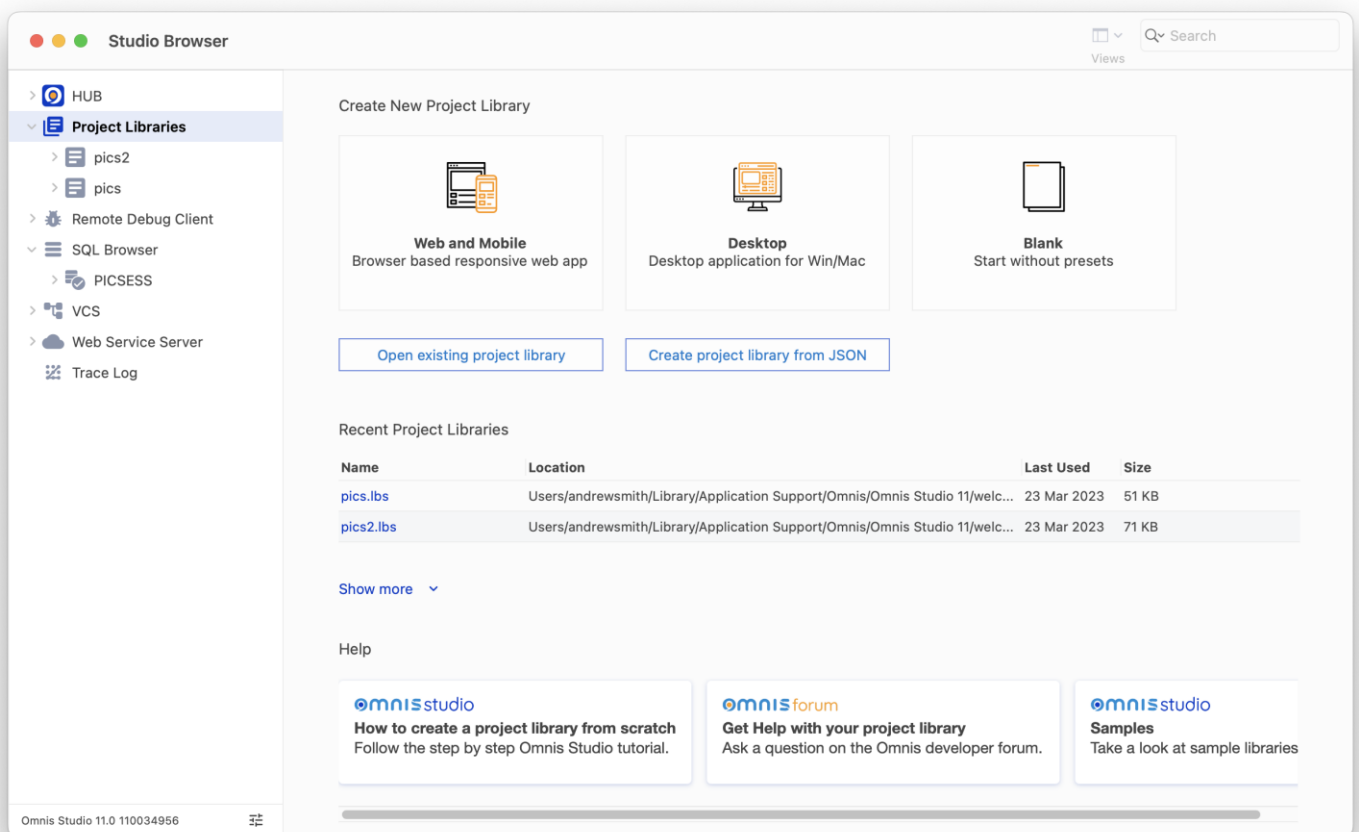 Studio Browser
Views
Search
HUB
Project Libraries
pics2
pics
Remote Debug Client
SQL Browser
PICSESS
VCS
Web Service Server
Trace Log
Omnis Studio 11.0 110034956
Create New Project Library
Web and Mobile
Browser based responsive web app
Desktop
Desktop application for Win/Mac
Blank
Start without presets
Open existing project library
Create project library from JSON
Recent Project Libraries
Name Location Last Used Size
pics.lbs Users/andrewsmith/Library/Application Support/Omnis/Omnis Studio 11/welc... 23 Mar 2023 51 KB
pics2.lbs Users/andrewsmith/Library/Application Support/Omnis/Omnis Studio 11/welc... 23 Mar 2023 71 KB
Show more
Help
omnis studio
How to create a project library from scratch
Follow the step by step Omnis Studio tutorial.
omnis forum
Get Help with your project library
Ask a question on the Omnis developer forum.
omnis studio
Samples
Take a look at sample libraries